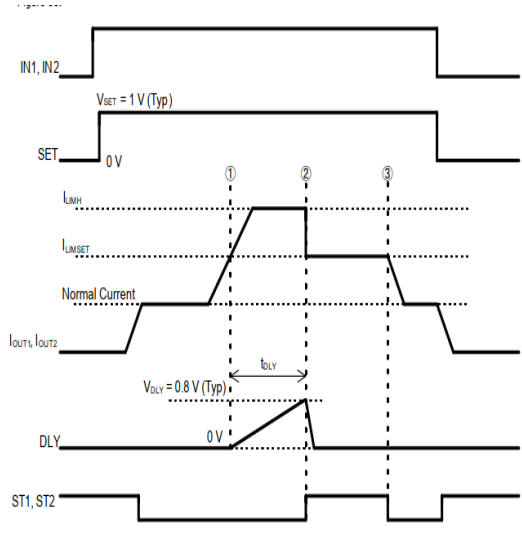 IN1, IN2
VSET = 1 V (Typ)
SET
0 V
① ② ③
ILIMH
ILIMSET
Normal Current
IOUT1, IOUT2
tDLY
VDLY = 0.8 V (Typ)
0 V
DLY
ST1, ST2